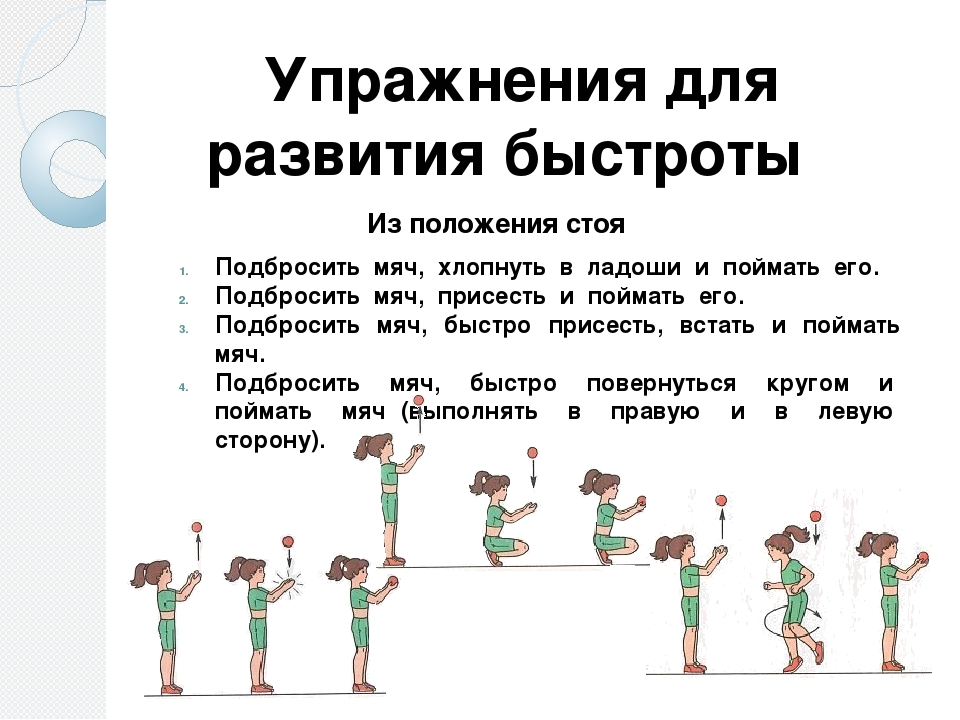 Упражнения для
развития быстроты
Из положения стоя
1. Подбросить мяч, хлопнуть в ладоши и поймать его.
2. Подбросить мяч, присесть и поймать его.
3. Подбросить мяч, быстро присесть, встать и поймать
мяч.
4. Подбросить мяч, быстро повернуться кругом и
поймать мяч (выполнять в правую и в левую
сторону).